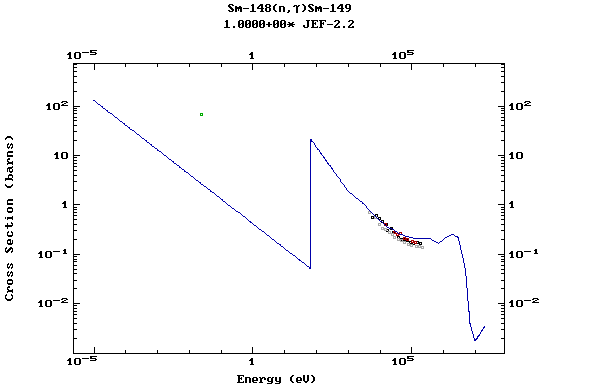 Sm-148(n,γ)Sm-149
1.0000+00* JEF-2.2
10⁻⁵ 1 10⁵
10² 10²
10 10
1 1
10⁻¹ 10⁻¹
10⁻² 10⁻²
Cross Section (barns)
10⁻⁵ 1 10⁵
Energy (eV)